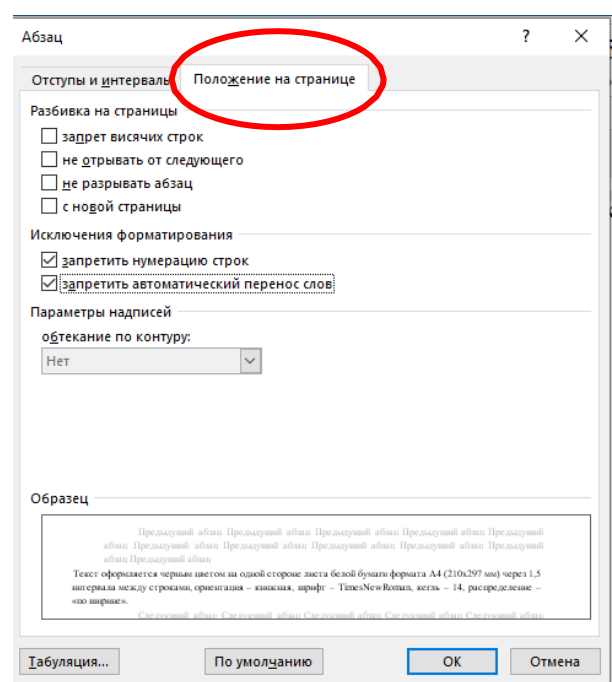 Абзац ? ×
Отступы и интервалы Положение на странице
Разбивка на страницы
запрет висячих строк
не отрывать от следующего
не разрывать абзац
с новой страницы
Исключения форматирования
запретить нумерацию строк
запретить автоматический перенос слов
Параметры надписей
обтекание по контуру:
Нет
Образец
Предыдущий абзац Предыдущий абзац Предыдущий абзац Предыдущий абзац Предыдущий
абзац Предыдущий абзац Предыдущий абзац Предыдущий абзац Предыдущий абзац Предыдущий
абзац Предыдущий абзац
Текст оформляется черным цветом на одной стороне листа белой бумаги формата А4 (210х297 мм) через 1,5
интервала между строками, ориентация – книжная, шрифт – TimesNewRoman, кегль – 14, распределение –
«по ширине».
Следующий абзац Следующий абзац Следующий абзац Следующий абзац Следующий абзац
Табуляция... По умолчанию ОК Отмена